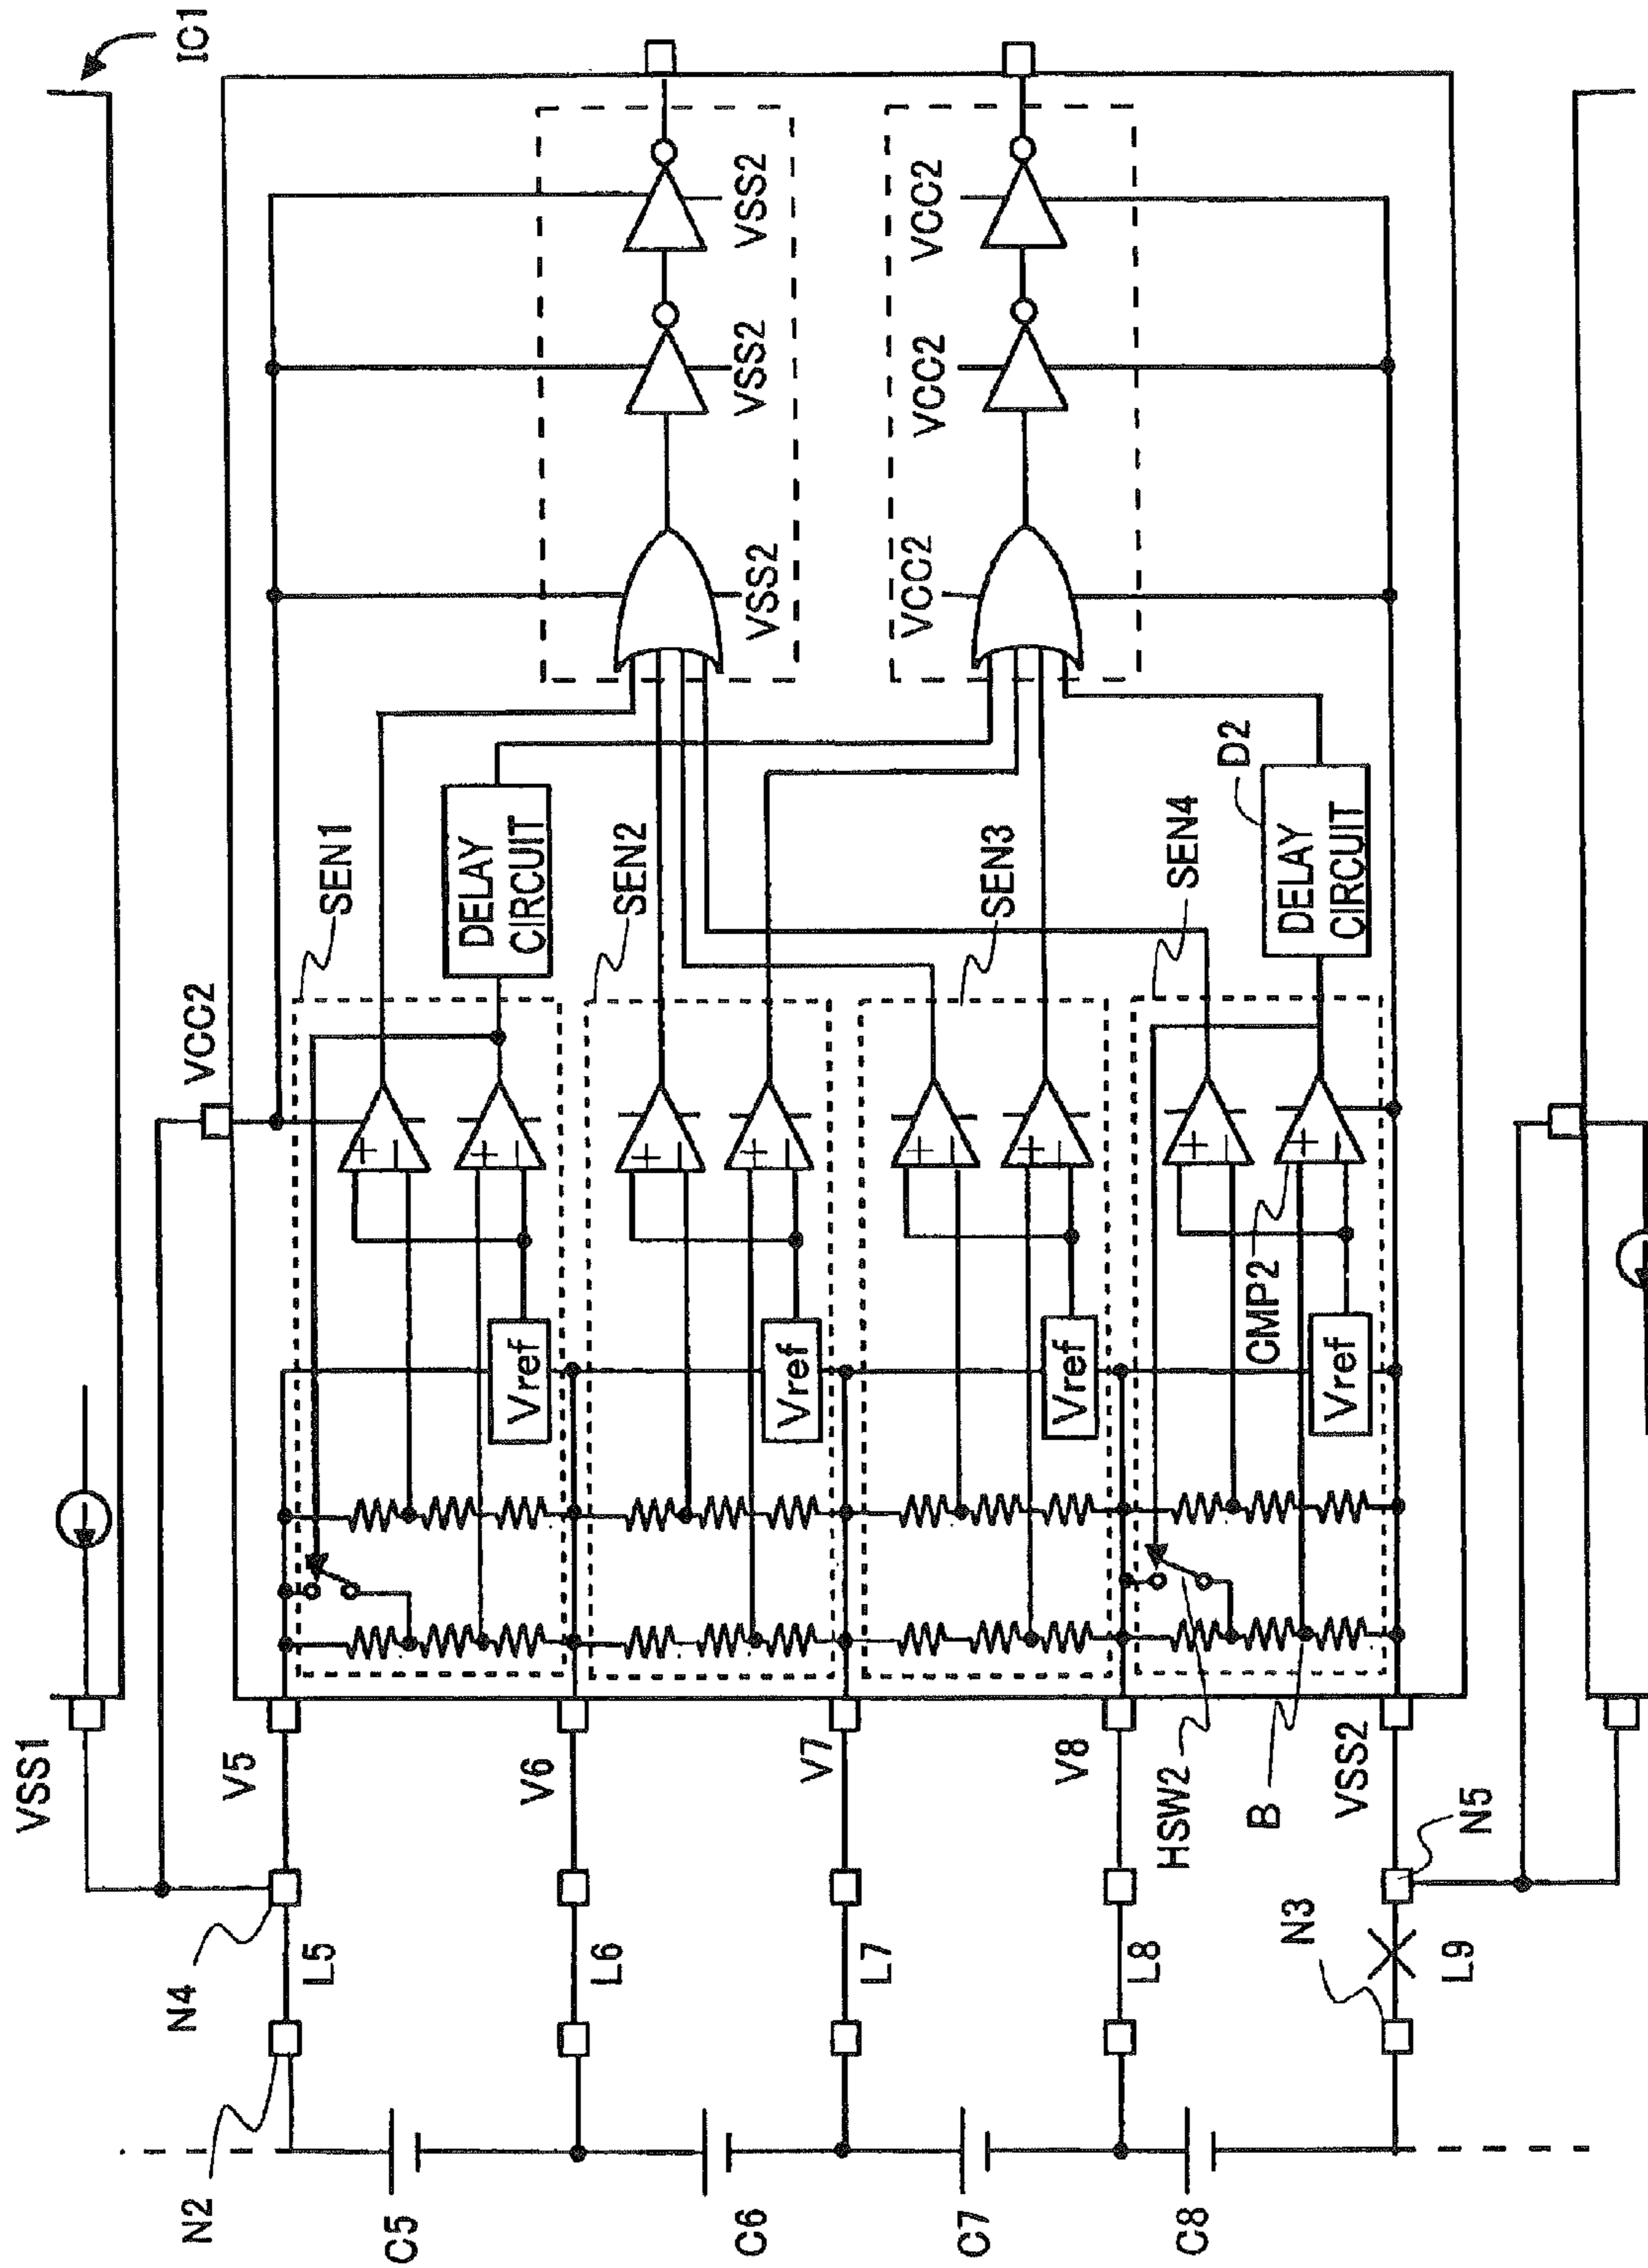 IC1
VSS1
VCC2
N4
N2
V5
L5
C5
SEN1
DELAY
CIRCUIT
Vref
+
−
+
−
VSS2
VSS2
VSS2
V6
L6
C6
SEN2
Vref
+
−
+
−
V7
L7
C7
SEN3
Vref
+
−
+
−
VCC2
VCC2
VCC2
V8
L8
C8
HSW2
B
SEN4
CMP2
Vref
+
−
+
−
D2
DELAY
CIRCUIT
VSS2
N5
N3
L9